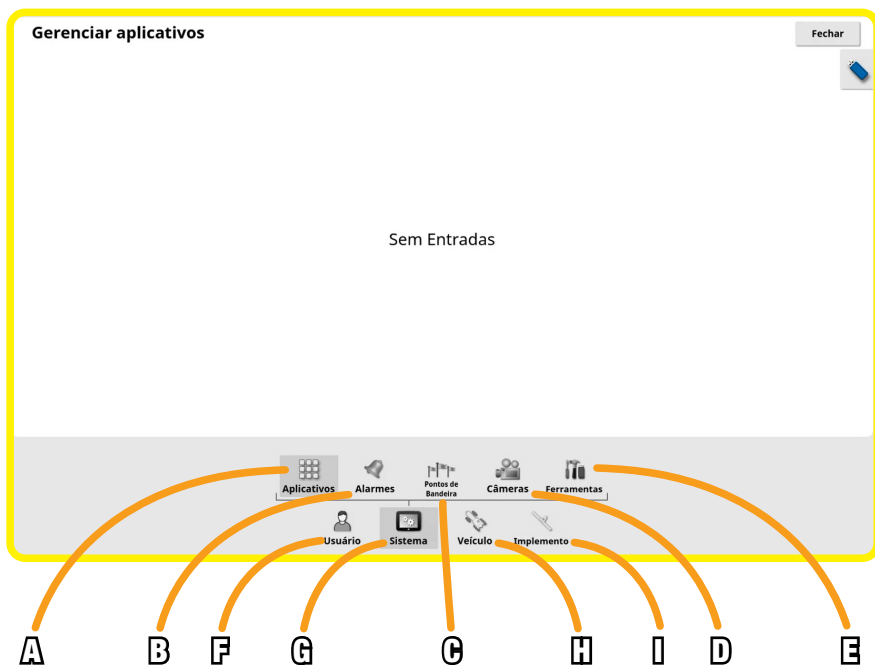 Gerenciar aplicativos
Fechar
Sem Entradas
Aplicativos
Alarmes
Pontos de
Bandeira
Câmeras
Ferramentas
Usuário
Sistema
Veículo
Implemento
A
B
F
G
C
H
I
D
E